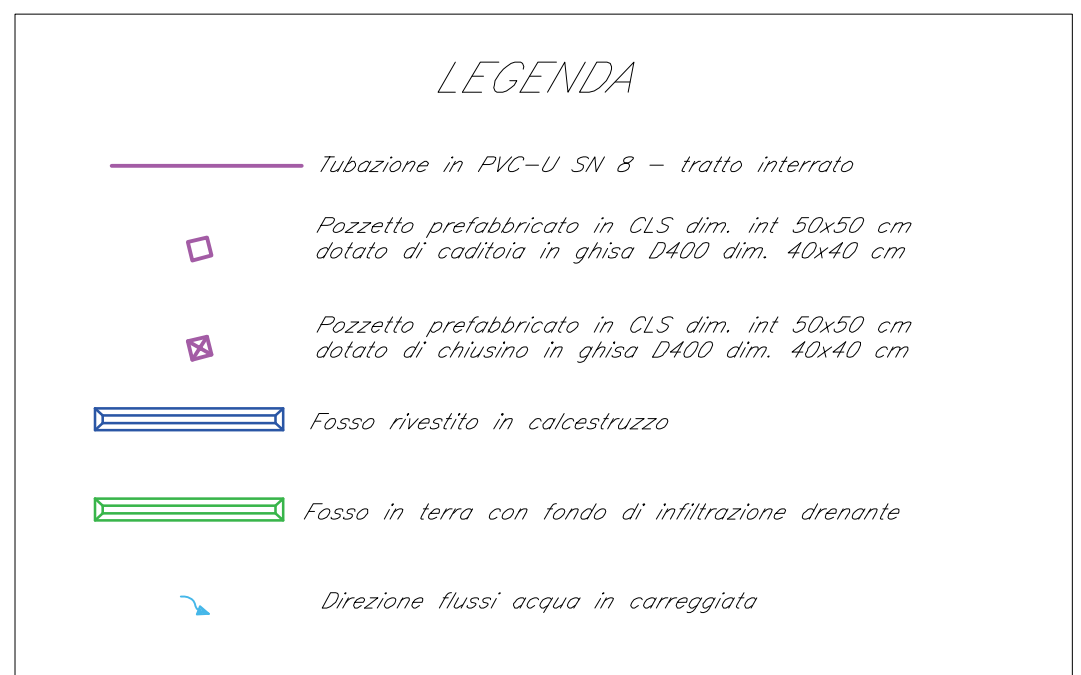 LEGENDA
Tubazione in PVC-U SN 8 - tratto interrato
Pozzetto prefabbricato in CLS dim. int 50x50 cm
dotato di caditoia in ghisa D400 dim. 40x40 cm
Pozzetto prefabbricato in CLS dim. int 50x50 cm
dotato di chiusino in ghisa D400 dim. 40x40 cm
Fosso rivestito in calcestruzzo
Fosso in terra con fondo di infiltrazione drenante
Direzione flussi acqua in carreggiata